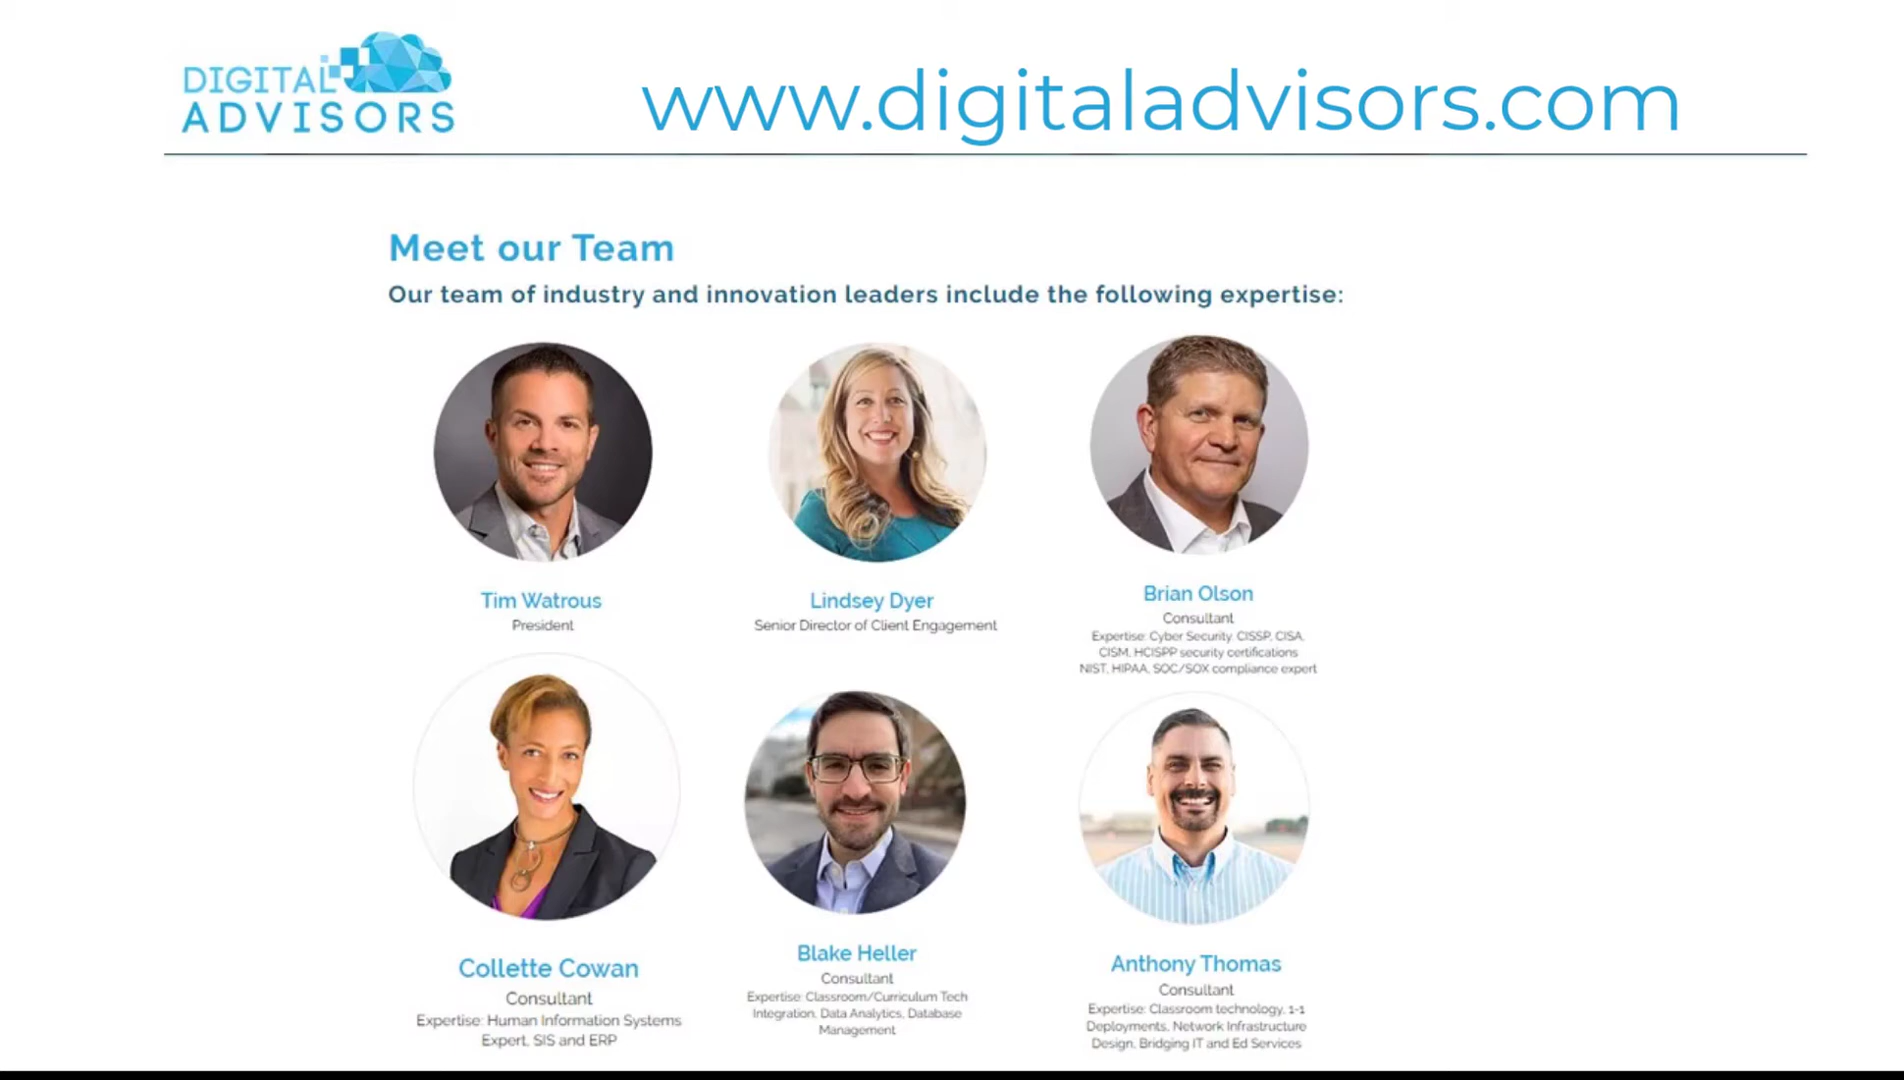 DIGITAL
ADVISORS
www.digitaladvisors.com
Meet our Team
Our team of industry and innovation leaders include the following expertise:
Tim Watrous
President
Lindsey Dyer
Senior Director of Client Engagement
Brian Olson
Consultant
Expertise: Cyber Security. CISSP, CISA,
CISM, HCISPP security certifications
NIST, HIPAA, SOC/SOX compliance expert
Collette Cowan
Consultant
Expertise: Human Information Systems
Expert, SIS and ERP
Blake Heller
Consultant
Expertise: Classroom/Curriculum Tech
Integration, Data Analytics, Database
Management
Anthony Thomas
Consultant
Expertise: Classroom technology, 1-1
Deployments, Network Infrastructure
Design, Bridging IT and Ed Services